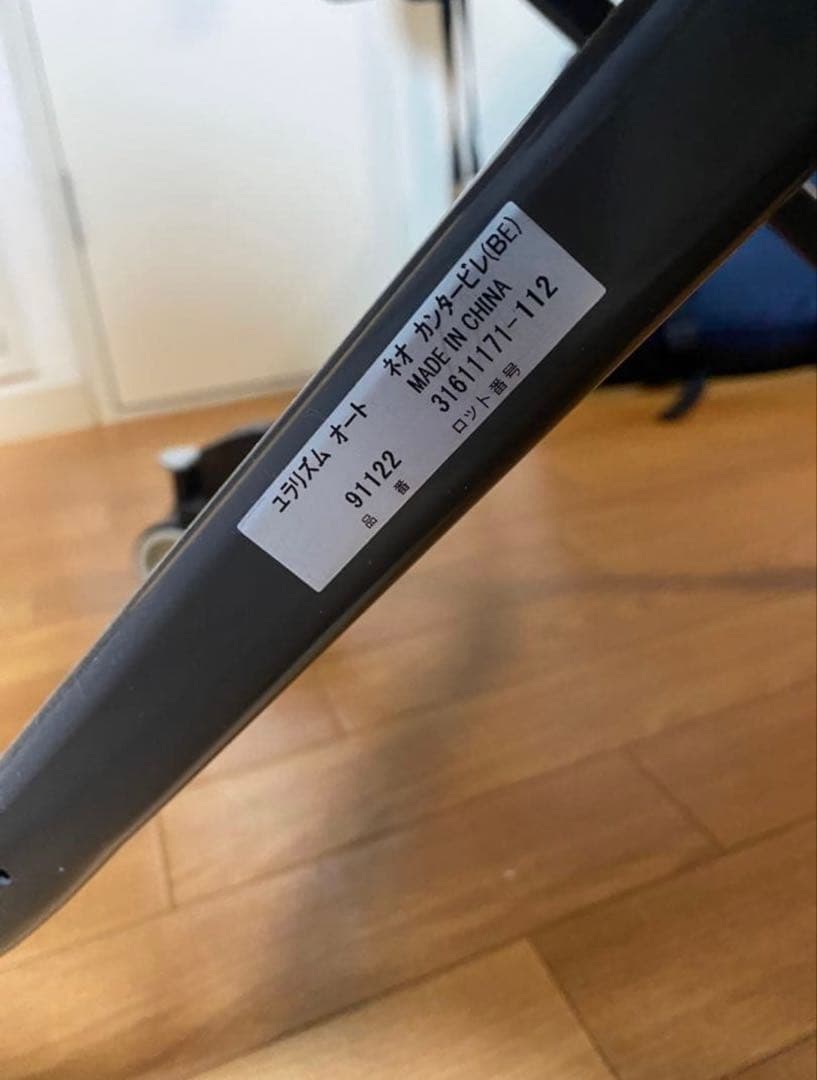 ユラリズム オート ネオ カンタービレ(BE)
MADE IN CHINA
91122 31611171-112
品 番 ロット番号